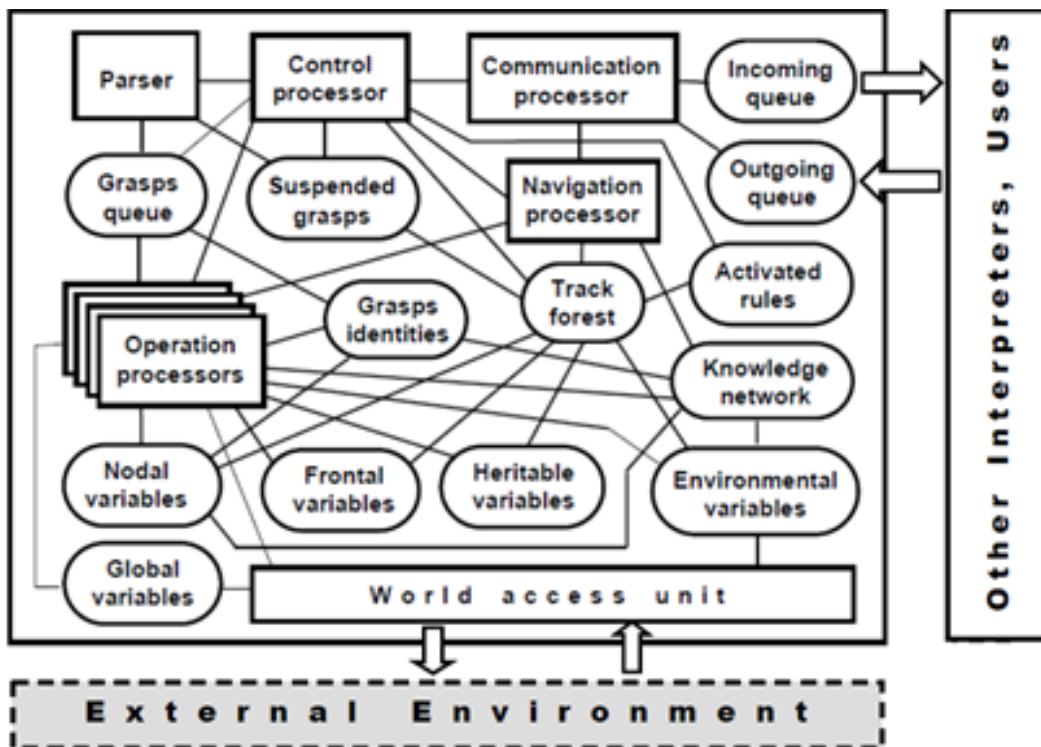 Parser
Control
processor
Communication
processor
Incoming
queue
Grasps
queue
Suspended
grasps
Navigation
processor
Outgoing
queue
Operation
processors
Grasps
identities
Track
forest
Activated
rules
Knowledge
network
Nodal
variables
Frontal
variables
Heritable
variables
Environmental
variables
Global
variables
World access unit
External Environment
Other Interpreters, Users